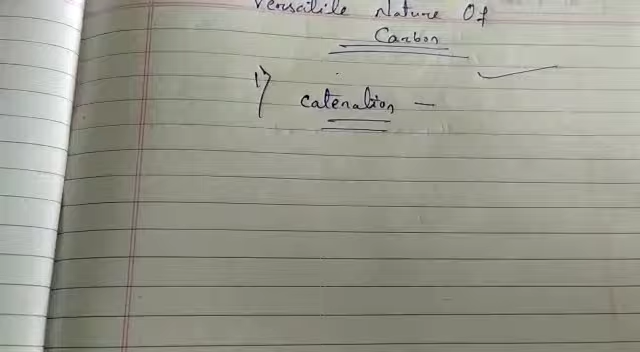 Versatile Nature Of
Carbon
1) Catenation —